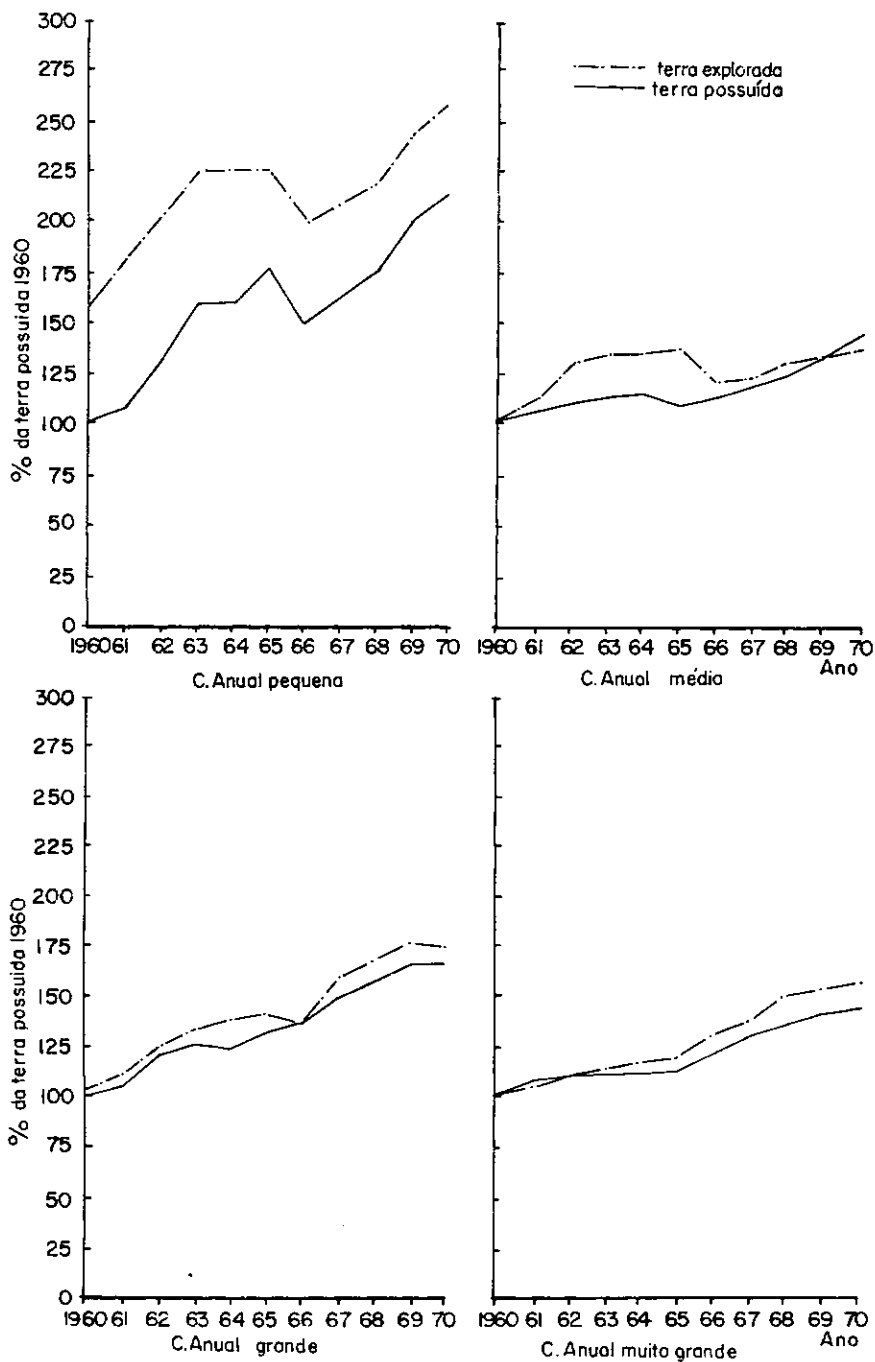 300
275
250
225
200
175
150
125
100
75
50
25
0
% da terra possuída 1960
1960 61 62 63 64 65 66 67 68 69 70
C. Anual pequena
terra explorada
terra possuída
1960 61 62 63 64 65 66 67 68 69 70
C. Anual média
Ano
300
275
250
225
200
175
150
125
100
75
50
25
0
% da terra possuida 1960
1960 61 62 63 64 65 66 67 68 69 70
C. Anual grande
1960 61 62 63 64 65 66 67 68 69 70
C. Anual muito grande
Ano